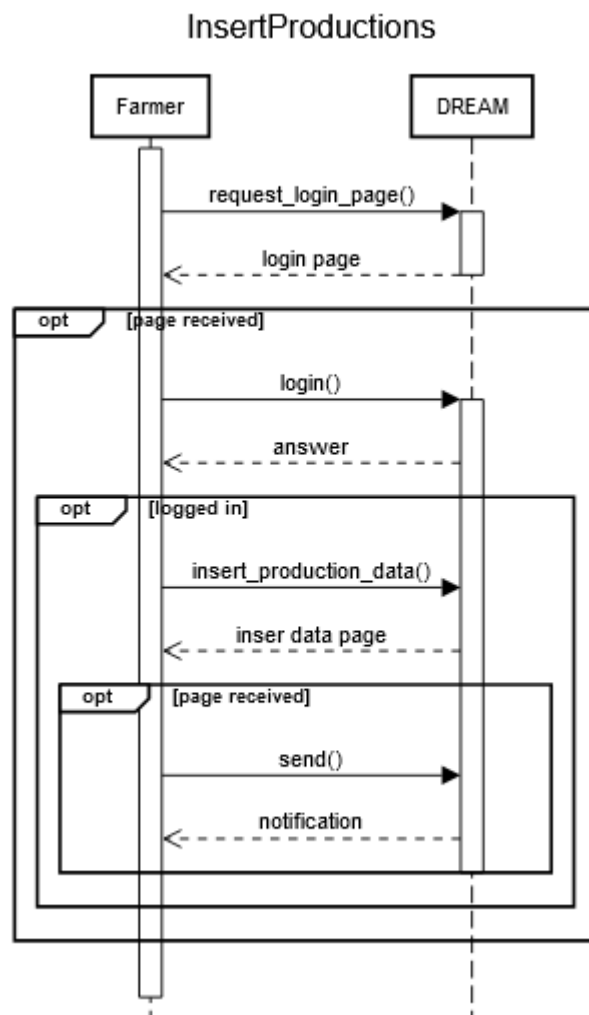 InsertProductions
Farmer
DREAM
request_login_page()
login page
opt
[page received]
login()
answer
opt
[logged in]
insert_production_data()
inser data page
opt
[page received]
send()
notification